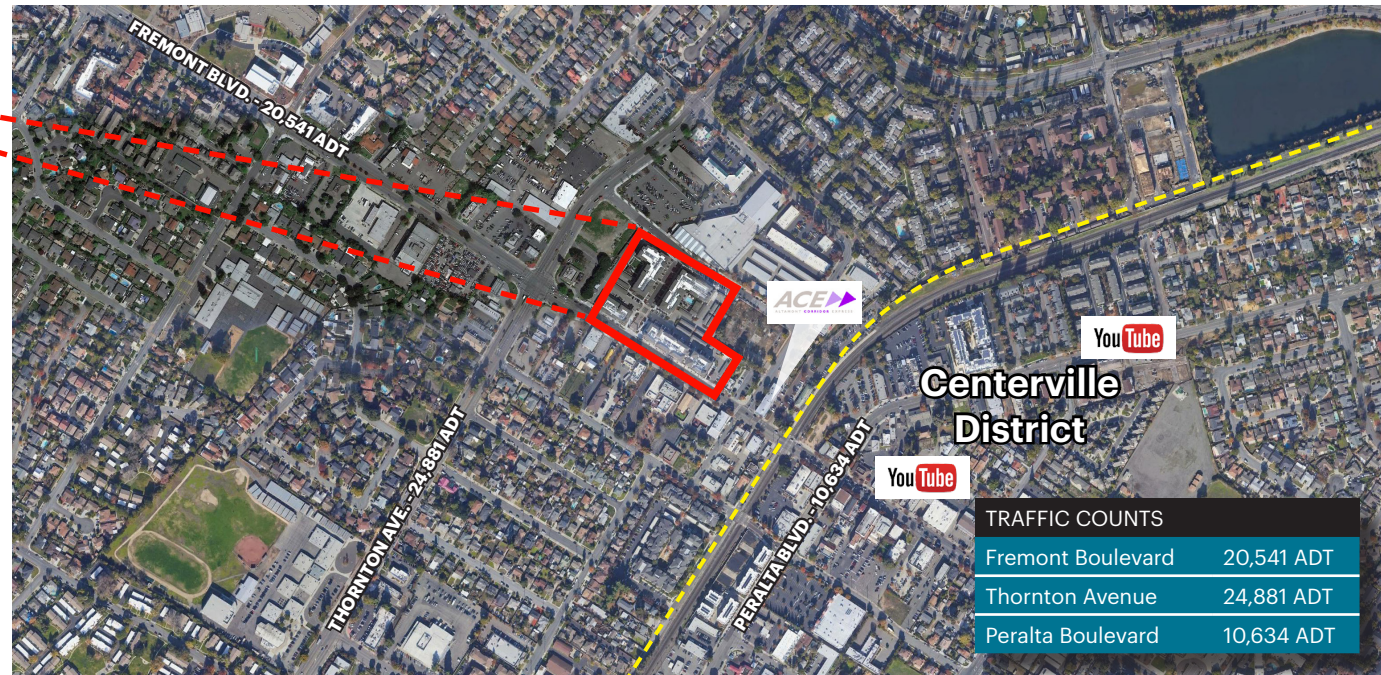 FREMONT BLVD. - 20,541 ADT
ACE
ALTAMONT CORRIDOR EXPRESS
YouTube
Centerville
District
YouTube
THORNTON AVE. - 24,881 ADT
PERALTA BLVD. - 10,634 ADT
TRAFFIC COUNTS
Fremont Boulevard 20,541 ADT
Thornton Avenue 24,881 ADT
Peralta Boulevard 10,634 ADT